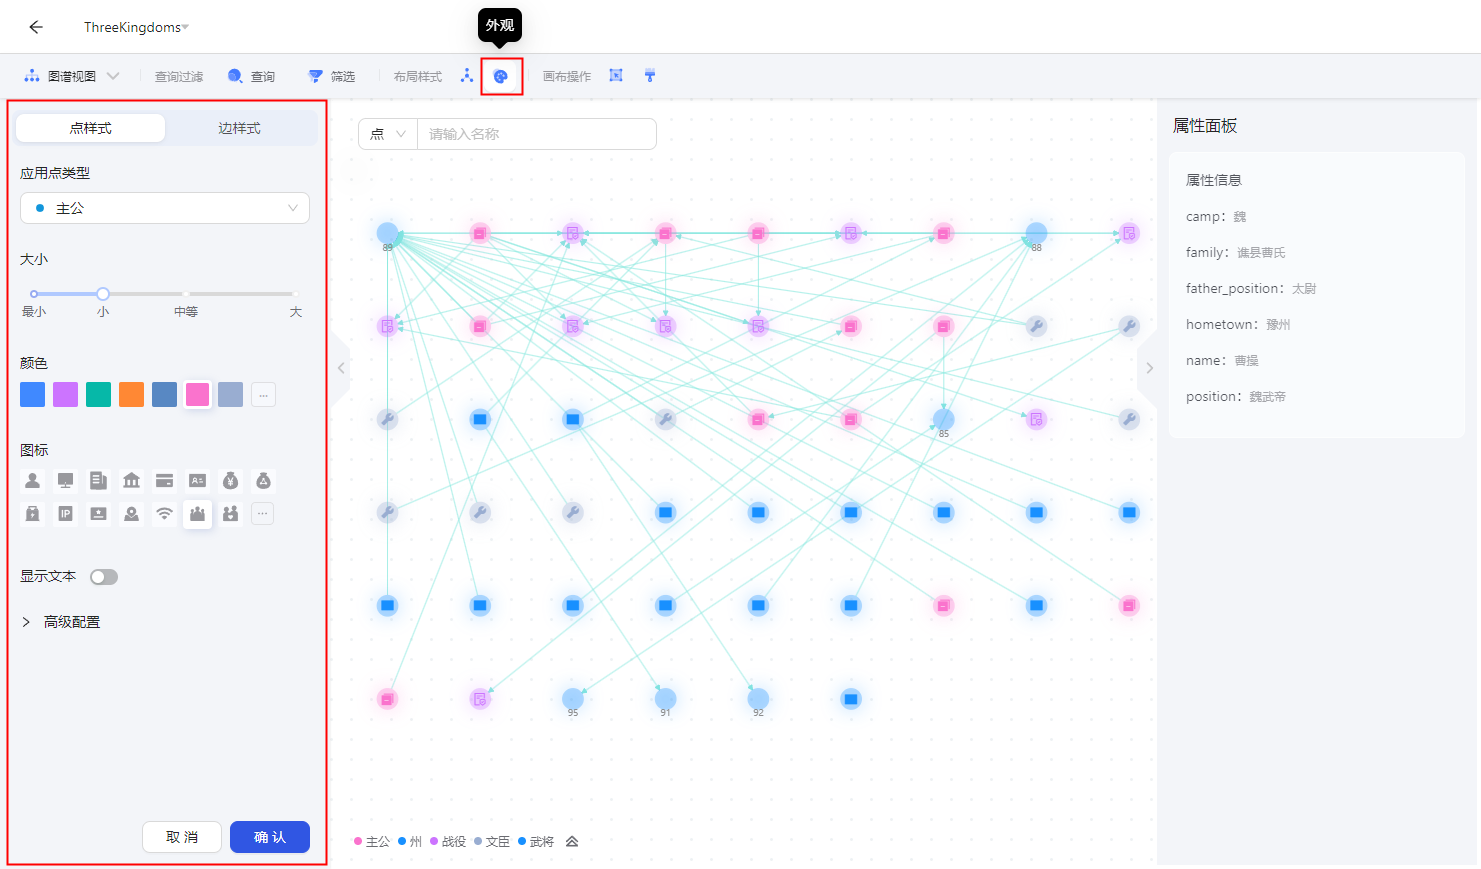 外观
ThreeKingdoms
图谱视图
查询过滤
查询
筛选
布局样式
画布操作
点样式
边样式
应用点类型
主公
大小
最小
小
中等
大
颜色
...
图标
IP
...
显示文本
高级配置
取 消
确 认
点
请输入名称
89
88
85
95
91
92
主公
州
战役
文臣
武将
属性面板
属性信息
camp: 魏
family: 谯县曹氏
father_position: 太尉
hometown: 豫州
name: 曹操
position: 魏武帝